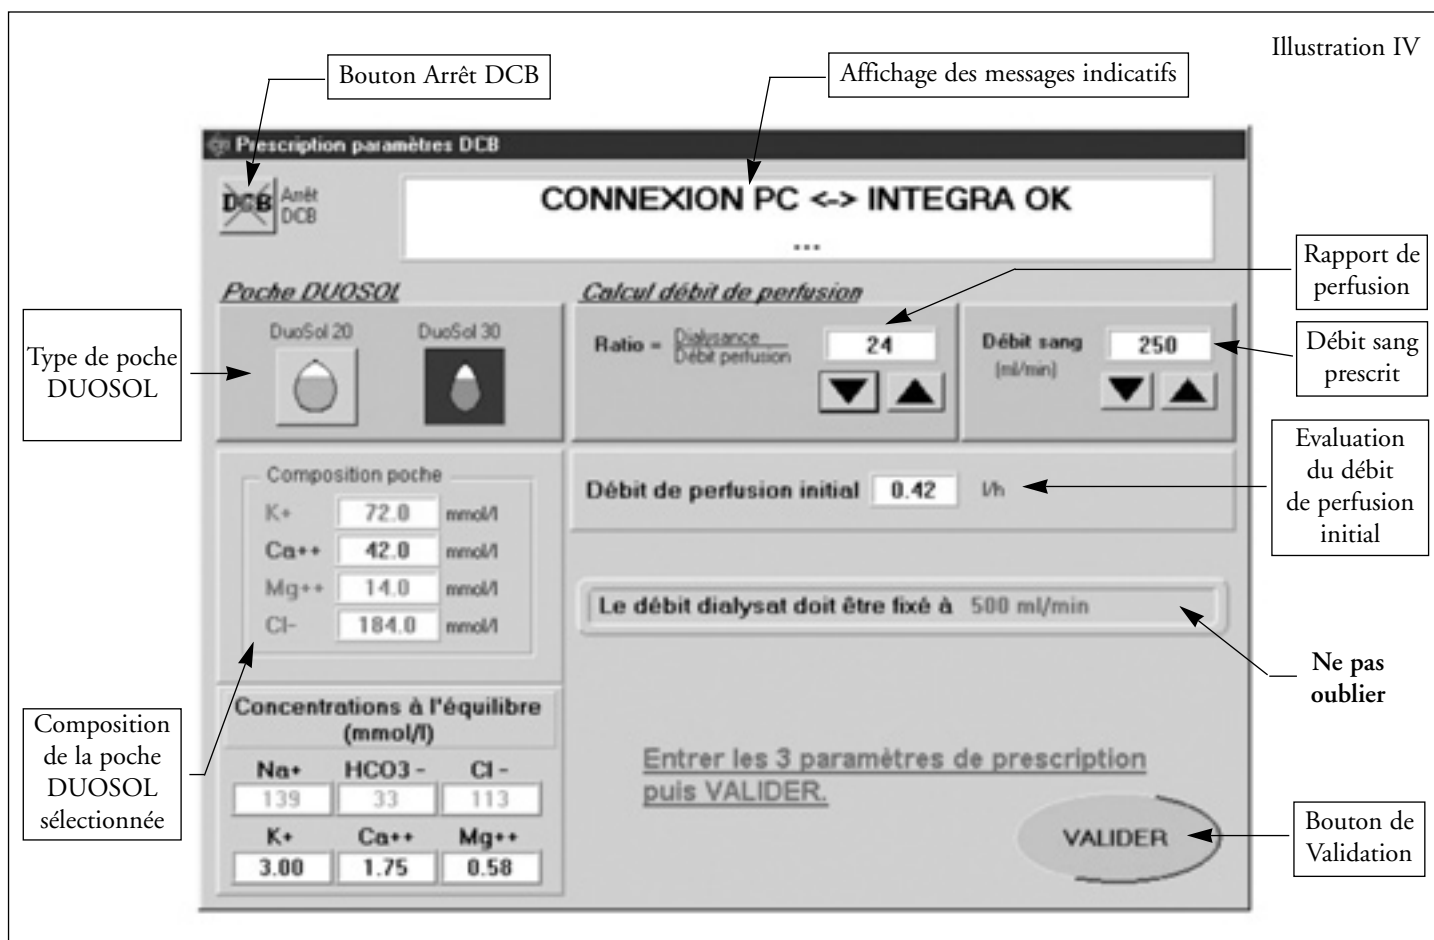 Illustration IV
Bouton Arrêt DCB
Affichage des messages indicatifs
Prescription paramètres DCB
DCB
Arrêt
DCB
CONNEXION PC <-> INTEGRA OK
...
Rapport de
perfusion
Poche DUOSOL
Calcul débit de perfusion
DuoSol 20
DuoSol 30
Ratio = Dialysance
Débit perfusion
24
Débit sang
(ml/min)
250
Type de poche
DUOSOL
Débit sang
prescrit
Evaluation
du débit
de perfusion
initial
Composition poche
K+ 72.0 mmol/l
Ca++ 42.0 mmol/l
Mg++ 14.0 mmol/l
Cl- 184.0 mmol/l
Débit de perfusion initial 0.42 l/h
Le débit dialysat doit être fixé à 500 ml/min
Ne pas
oublier
Composition
de la poche
DUOSOL
sélectionnée
Concentrations à l'équilibre
(mmol/l)
Na+ HCO3 - Cl -
139 33 113
K+ Ca++ Mg++
3.00 1.75 0.58
Entrer les 3 paramètres de prescription
puis VALIDER.
VALIDER
Bouton de
Validation